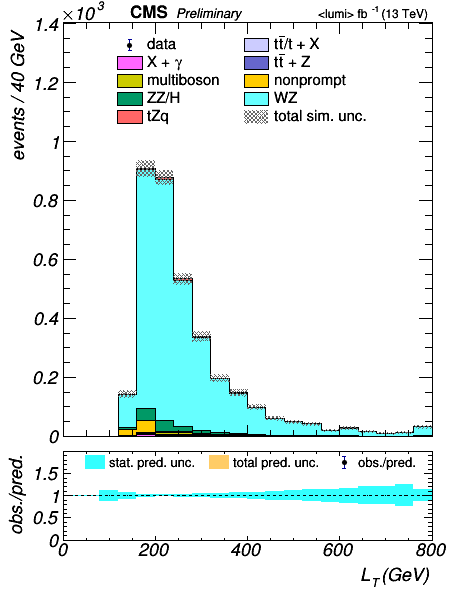 ×10³ CMS Preliminary <lumi> fb⁻¹ (13 TeV)
events / 40 GeV
1.4
1.2
1
0.8
0.6
0.4
0.2
0
data tt̄/t + X
X + γ tt̄ + Z
multiboson nonprompt
ZZ/H WZ
tZq total sim. unc.
obs./pred.
1.5
1
0.5
0
stat. pred. unc. total pred. unc. obs./pred.
0 200 400 600 800
L_T (GeV)